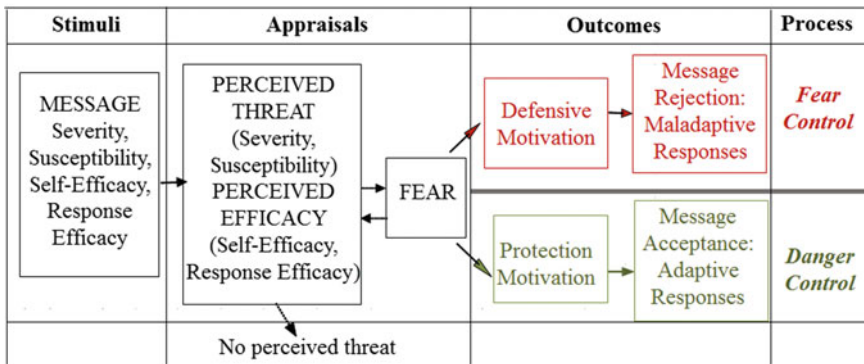 Stimuli
Appraisals
Outcomes
Process
MESSAGE
Severity,
Susceptibility,
Self-Efficacy,
Response
Efficacy
PERCEIVED
THREAT
(Severity,
Susceptibility)
PERCEIVED
EFFICACY
(Self-Efficacy,
Response Efficacy)
FEAR
Defensive
Motivation
Message
Rejection:
Maladaptive
Responses
Fear
Control
Protection
Motivation
Message
Acceptance:
Adaptive
Responses
Danger
Control
No perceived threat